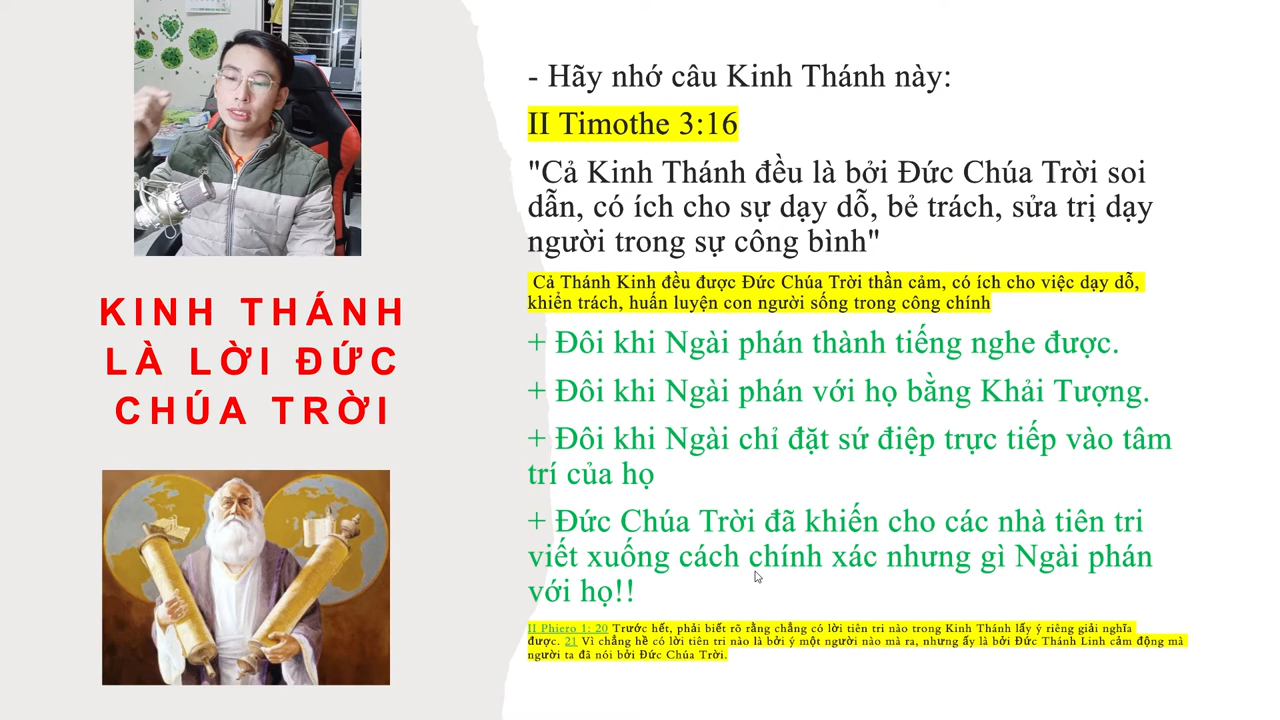 KINH THÁNH
LÀ LỜI ĐỨC
CHÚA TRỜI
- Hãy nhớ câu Kinh Thánh này:
II Timothe 3:16
"Cả Kinh Thánh đều là bởi Đức Chúa Trời soi
dẫn, có ích cho sự dạy dỗ, bẻ trách, sửa trị dạy
người trong sự công bình"
Cả Thánh Kinh đều được Đức Chúa Trời thần cảm, có ích cho việc dạy dỗ,
khiển trách, huấn luyện con người sống trong công chính
+ Đôi khi Ngài phán thành tiếng nghe được.
+ Đôi khi Ngài phán với họ bằng Khải Tượng.
+ Đôi khi Ngài chỉ đặt sứ điệp trực tiếp vào tâm
trí của họ
+ Đức Chúa Trời đã khiến cho các nhà tiên tri
viết xuống cách chính xác nhưng gì Ngài phán
với họ!!
II Phiero 1: 20 Trước hết, phải biết rõ rằng chẳng có lời tiên tri nào trong Kinh Thánh lấy ý riêng giải nghĩa
được. 21 Vì chẳng hề có lời tiên tri nào là bởi ý một người nào mà ra, nhưng ấy là bởi Đức Thánh Linh cảm động mà
người ta đã nói bởi Đức Chúa Trời.